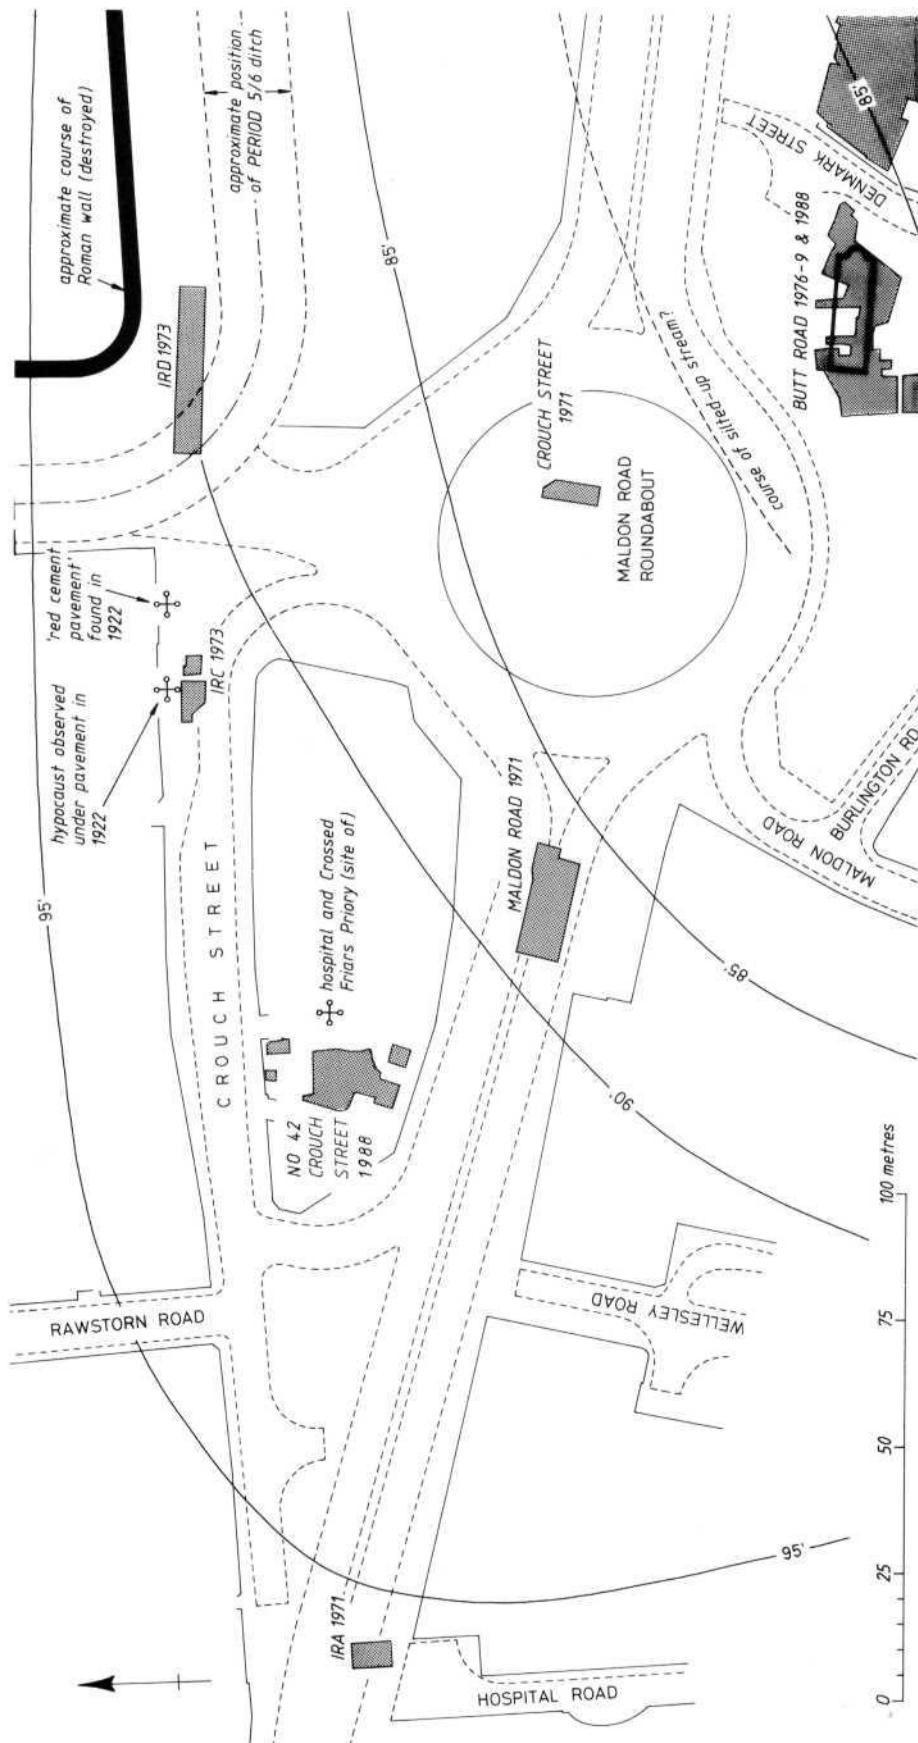 approximate course of
Roman wall (destroyed)
approximate position
of PERIOD 5/6 ditch
IRD 1973
85'
85'
DENMARK STREET
BUTT ROAD 1976-9 & 1988
course of silted-up stream?
CROUCH STREET
1971
MALDON ROAD
ROUNDABOUT
'red cement
pavement'
found in
1922
hypocaust observed
under pavement in
1922
IRC 1973
95'
CROUCH STREET
hospital and Crossed
Friars Priory (site of)
MALDON ROAD 1971
MALDON ROAD
BURLINGTON RD
85'
90'
NO 42
CROUCH
STREET
1988
RAWSTORN ROAD
WELLESLEY ROAD
95'
IRA 1971
HOSPITAL ROAD
0 25 50 75 100 metres